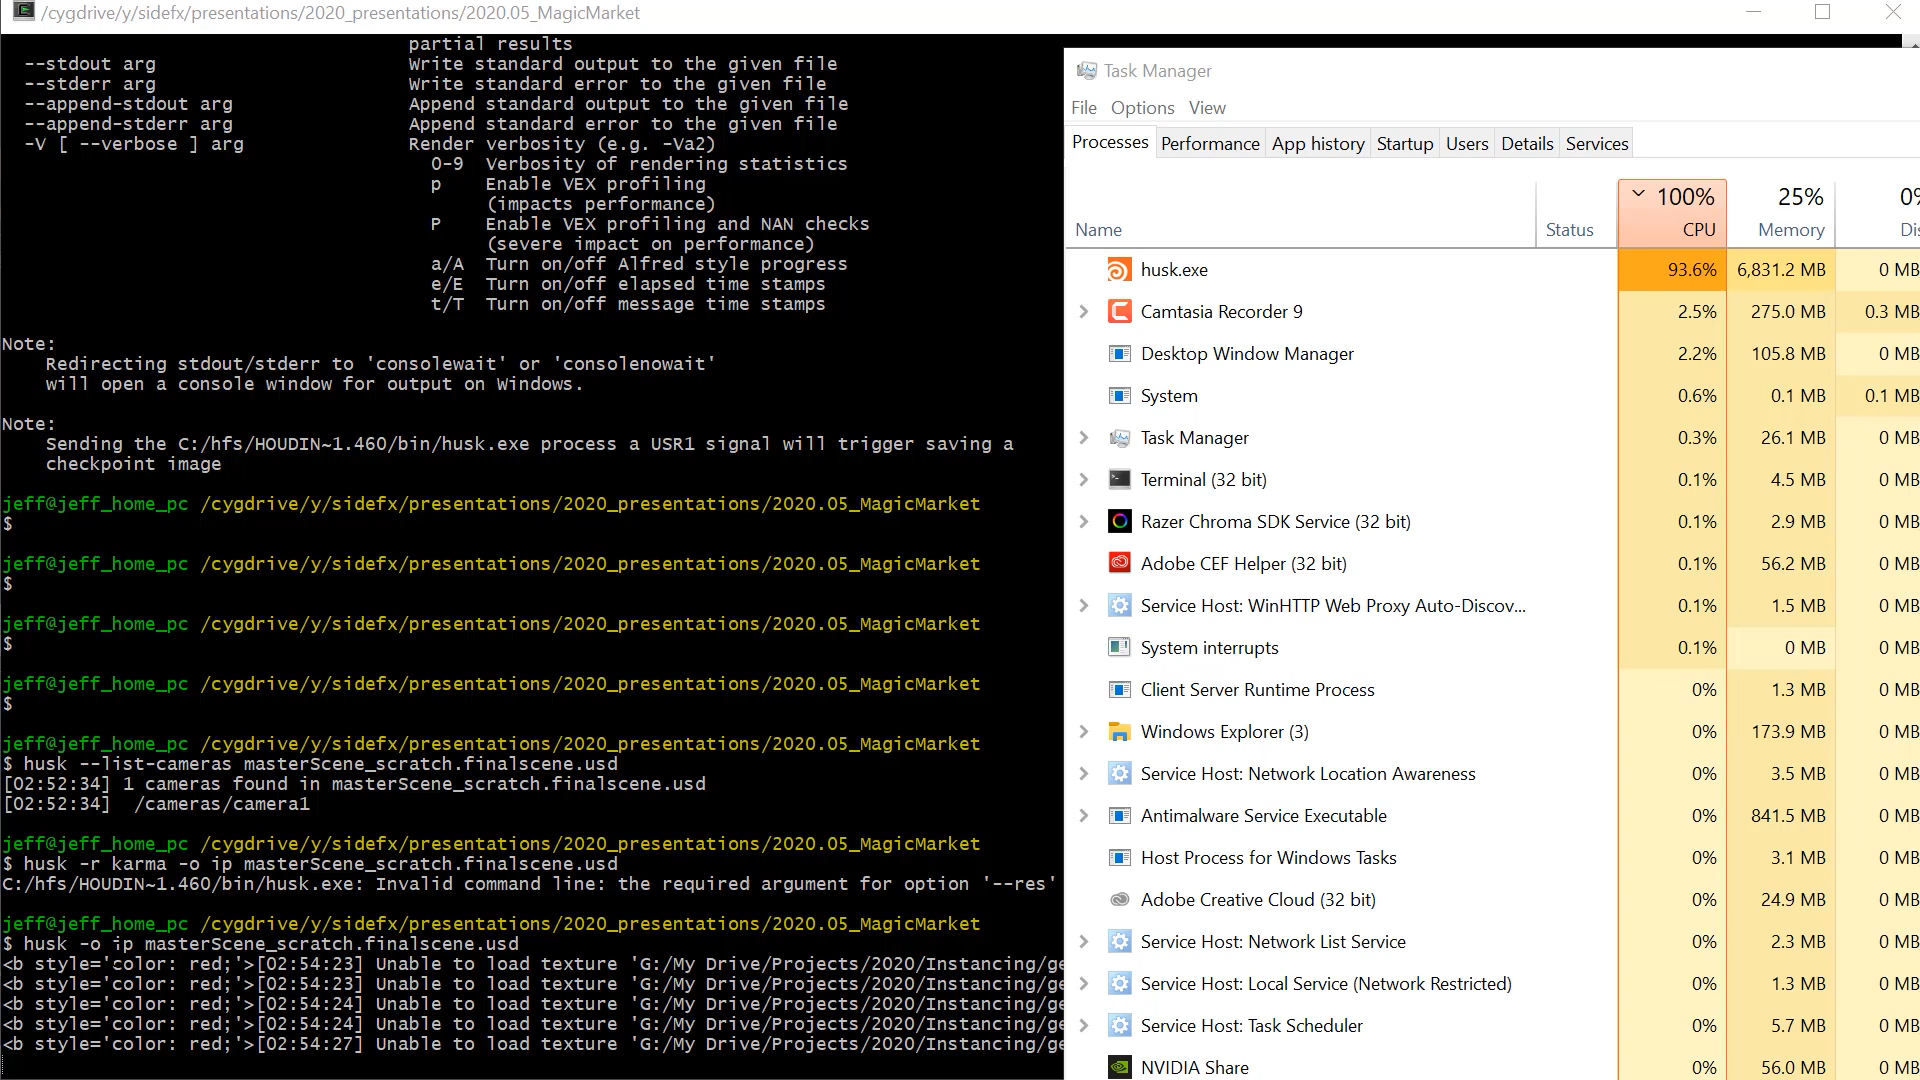 /cygdrive/y/sidefx/presentations/2020_presentations/2020.05_MagicMarket
partial results
--stdout arg Write standard output to the given file
--stderr arg Write standard error to the given file
--append-stdout arg Append standard output to the given file
--append-stderr arg Append standard error to the given file
-V [ --verbose ] arg Render verbosity (e.g. -Va2)
0-9 Verbosity of rendering statistics
p Enable VEX profiling
(impacts performance)
P Enable VEX profiling and NAN checks
(severe impact on performance)
a/A Turn on/off Alfred style progress
e/E Turn on/off elapsed time stamps
t/T Turn on/off message time stamps
Note:
Redirecting stdout/stderr to 'consolewait' or 'consolenowait'
will open a console window for output on Windows.
Note:
Sending the C:/hfs/HOUDIN~1.460/bin/husk.exe process a USR1 signal will trigger saving a
checkpoint image
jeff@jeff_home_pc /cygdrive/y/sidefx/presentations/2020_presentations/2020.05_MagicMarket
$
jeff@jeff_home_pc /cygdrive/y/sidefx/presentations/2020_presentations/2020.05_MagicMarket
$
jeff@jeff_home_pc /cygdrive/y/sidefx/presentations/2020_presentations/2020.05_MagicMarket
$
jeff@jeff_home_pc /cygdrive/y/sidefx/presentations/2020_presentations/2020.05_MagicMarket
$
jeff@jeff_home_pc /cygdrive/y/sidefx/presentations/2020_presentations/2020.05_MagicMarket
$ husk --list-cameras masterScene_scratch.finalscene.usd
[02:52:34] 1 cameras found in masterScene_scratch.finalscene.usd
[02:52:34] /cameras/camera1
jeff@jeff_home_pc /cygdrive/y/sidefx/presentations/2020_presentations/2020.05_MagicMarket
$ husk -r karma -o ip masterScene_scratch.finalscene.usd
C:/hfs/HOUDIN~1.460/bin/husk.exe: Invalid command line: the required argument for option '--res'
jeff@jeff_home_pc /cygdrive/y/sidefx/presentations/2020_presentations/2020.05_MagicMarket
$ husk -o ip masterScene_scratch.finalscene.usd
<b style='color: red;'>[02:54:23] Unable to load texture 'G:/My Drive/Projects/2020/Instancing/ge
<b style='color: red;'>[02:54:23] Unable to load texture 'G:/My Drive/Projects/2020/Instancing/ge
<b style='color: red;'>[02:54:24] Unable to load texture 'G:/My Drive/Projects/2020/Instancing/ge
<b style='color: red;'>[02:54:24] Unable to load texture 'G:/My Drive/Projects/2020/Instancing/ge
<b style='color: red;'>[02:54:27] Unable to load texture 'G:/My Drive/Projects/2020/Instancing/ge
Task Manager
File Options View
Processes Performance App history Startup Users Details Services
100% 25% 0%
Name Status CPU Memory Dis
husk.exe 93.6% 6,831.2 MB 0 MB
Camtasia Recorder 9 2.5% 275.0 MB 0.3 MB
Desktop Window Manager 2.2% 105.8 MB 0 MB
System 0.6% 0.1 MB 0.1 MB
Task Manager 0.3% 26.1 MB 0 MB
Terminal (32 bit) 0.1% 4.5 MB 0 MB
Razer Chroma SDK Service (32 bit) 0.1% 2.9 MB 0 MB
Adobe CEF Helper (32 bit) 0.1% 56.2 MB 0 MB
Service Host: WinHTTP Web Proxy Auto-Discov... 0.1% 1.5 MB 0 MB
System interrupts 0.1% 0 MB 0 MB
Client Server Runtime Process 0% 1.3 MB 0 MB
Windows Explorer (3) 0% 173.9 MB 0 MB
Service Host: Network Location Awareness 0% 3.5 MB 0 MB
Antimalware Service Executable 0% 841.5 MB 0 MB
Host Process for Windows Tasks 0% 3.1 MB 0 MB
Adobe Creative Cloud (32 bit) 0% 24.9 MB 0 MB
Service Host: Network List Service 0% 2.3 MB 0 MB
Service Host: Local Service (Network Restricted) 0% 1.3 MB 0 MB
Service Host: Task Scheduler 0% 5.7 MB 0 MB
NVIDIA Share 0% 56.0 MB 0 MB